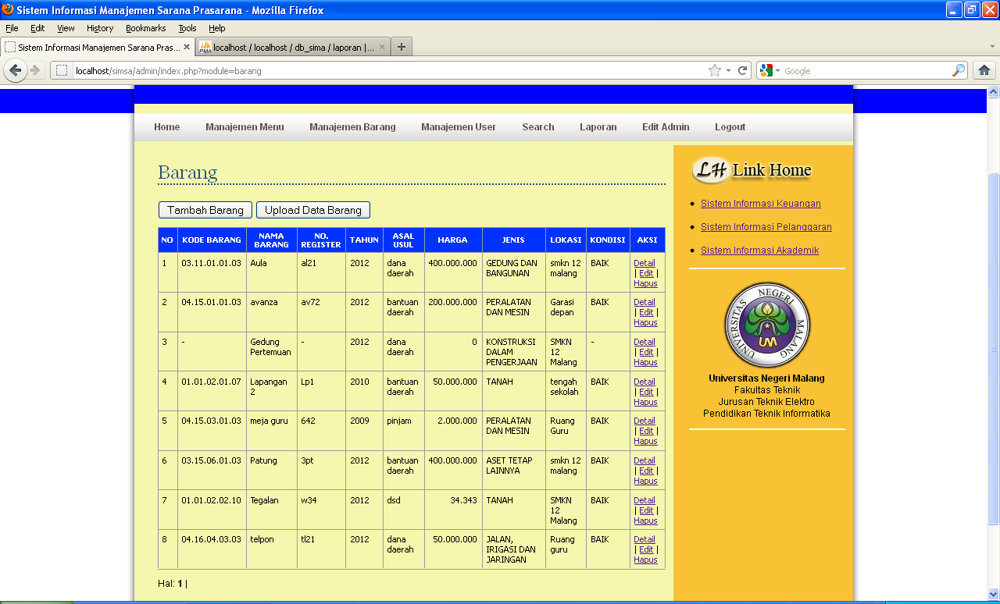 Sistem Informasi Manajemen Sarana Prasarana - Mozilla Firefox
File Edit View History Bookmarks Tools Help
Sistem Informasi Manajemen Sarana Pras... × localhost / localhost / db_sima / laporan |... ×
localhost/simsa/admin/index.php?module=barang Google
Home Manajemen Menu Manajemen Barang Manajemen User Search Laporan Edit Admin Logout
Barang
Tambah Barang Upload Data Barang
NO KODE BARANG NAMA BARANG NO. REGISTER TAHUN ASAL USUL HARGA JENIS LOKASI KONDISI AKSI
1 03.11.01.01.03 Aula al21 2012 dana daerah 400.000.000 GEDUNG DAN BANGUNAN smkn 12 malang BAIK Detail | Edit | Hapus
2 04.15.01.01.03 avanza av72 2012 bantuan daerah 200.000.000 PERALATAN DAN MESIN Garasi depan BAIK Detail | Edit | Hapus
3 - Gedung Pertemuan - 2012 dana daerah 0 KONSTRUKSI DALAM PENGERJAAN SMKN 12 Malang - Detail | Edit | Hapus
4 01.01.02.01.07 Lapangan 2 Lp1 2010 bantuan daerah 50.000.000 TANAH tengah sekolah BAIK Detail | Edit | Hapus
5 04.15.03.01.03 meja guru 642 2009 pinjam 2.000.000 PERALATAN DAN MESIN Ruang Guru BAIK Detail | Edit | Hapus
6 03.15.06.01.03 Patung 3pt 2012 bantuan daerah 400.000.000 ASET TETAP LAINNYA smkn 12 malang BAIK Detail | Edit | Hapus
7 01.01.02.02.10 Tegalan w34 2012 dsd 34.343 TANAH SMKN 12 Malang BAIK Detail | Edit | Hapus
8 04.16.04.03.03 telpon tl21 2012 dana daerah 50.000.000 JALAN, IRIGASI DAN JARINGAN Ruang guru BAIK Detail | Edit | Hapus
Hal: 1 |
LH Link Home
Sistem Informasi Keuangan
Sistem Informasi Pelanggaran
Sistem Informasi Akademik
UNIVERSITAS NEGERI MALANG
UM
Universitas Negeri Malang
Fakultas Teknik
Jurusan Teknik Elektro
Pendidikan Teknik Informatika